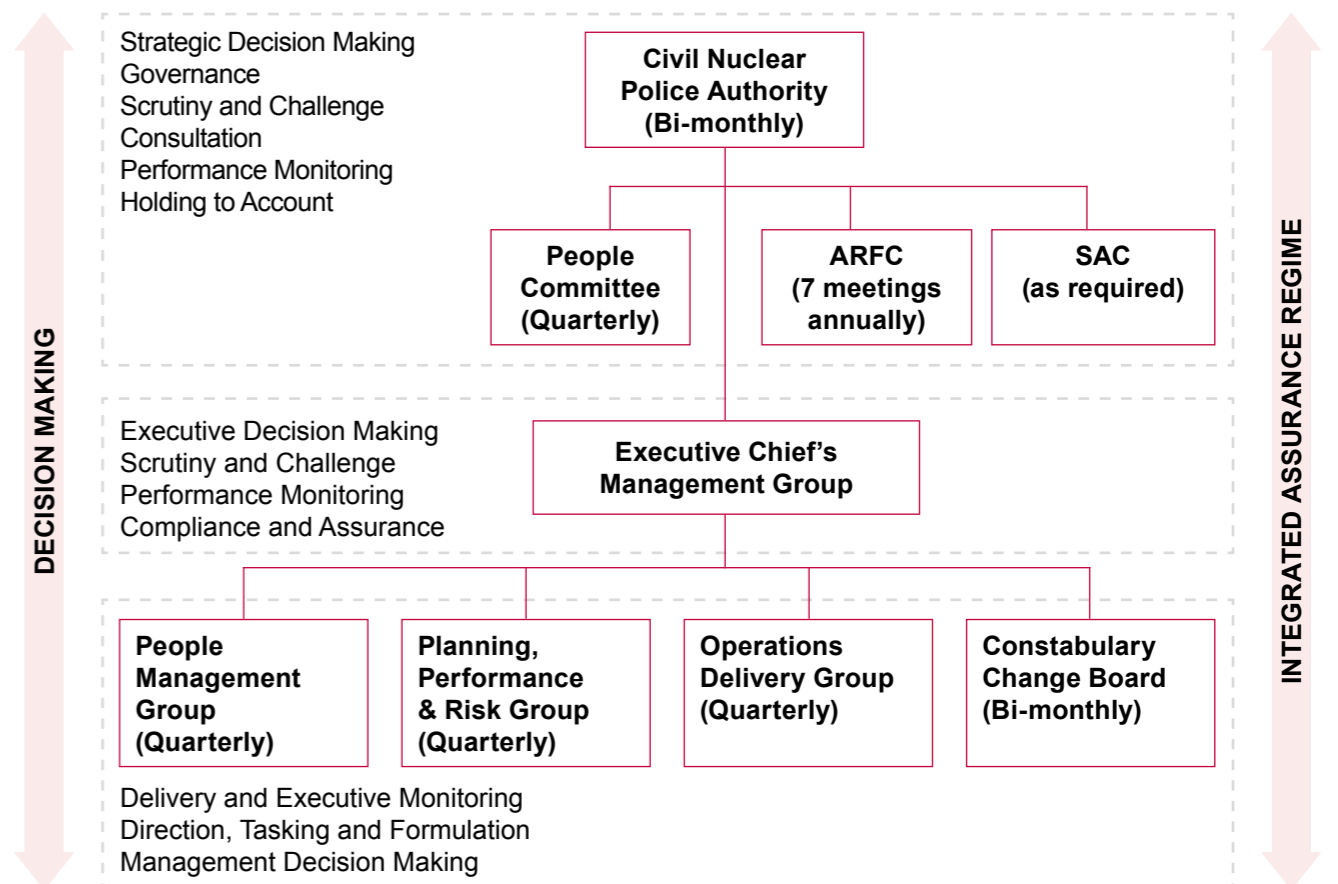 Strategic Decision Making
Governance
Scrutiny and Challenge
Consultation
Performance Monitoring
Holding to Account
Civil Nuclear
Police Authority
(Bi-monthly)
People
Committee
(Quarterly)
ARFC
(7 meetings
annually)
SAC
(as required)
DECISION MAKING
INTEGRATED ASSURANCE REGIME
Executive Decision Making
Scrutiny and Challenge
Performance Monitoring
Compliance and Assurance
Executive Chief’s
Management Group
People
Management
Group
(Quarterly)
Planning,
Performance
& Risk Group
(Quarterly)
Operations
Delivery Group
(Quarterly)
Constabulary
Change Board
(Bi-monthly)
Delivery and Executive Monitoring
Direction, Tasking and Formulation
Management Decision Making